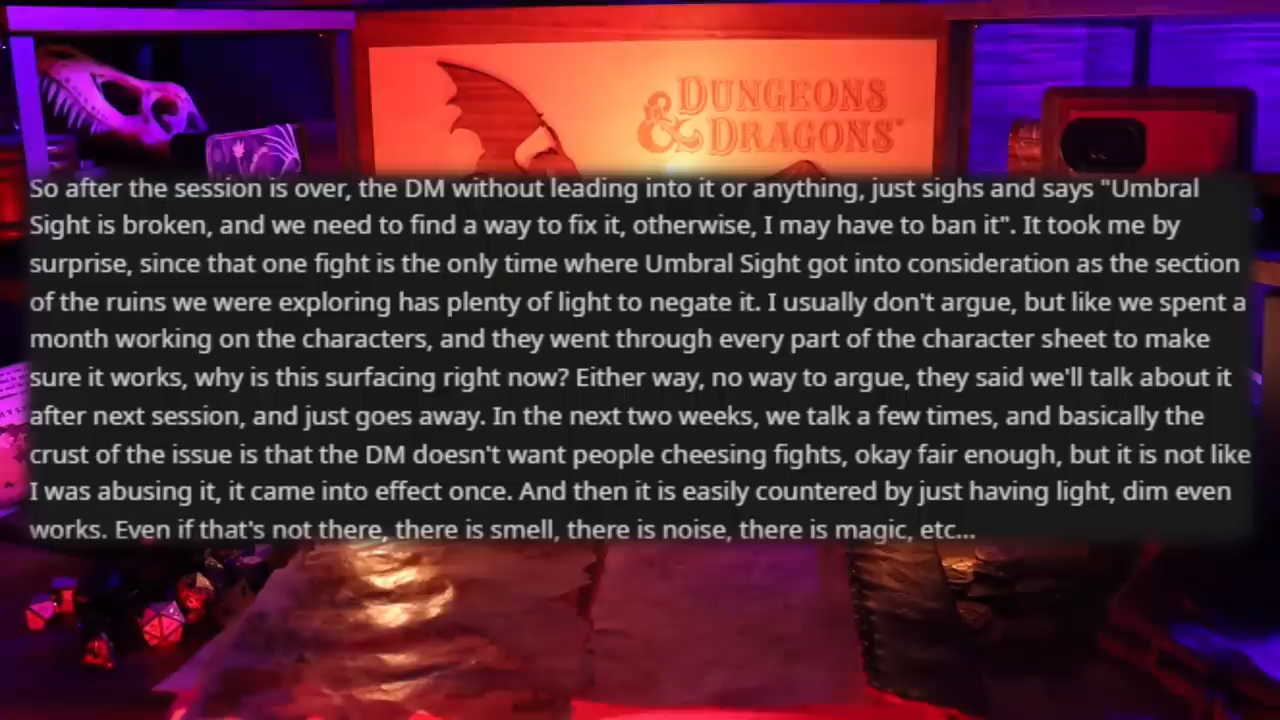 DUNGEONS
& DRAGONS
So after the session is over, the DM without leading into it or anything, just sighs and says "Umbral
Sight is broken, and we need to find a way to fix it, otherwise, I may have to ban it". It took me by
surprise, since that one fight is the only time where Umbral Sight got into consideration as the section
of the ruins we were exploring has plenty of light to negate it. I usually don't argue, but like we spent a
month working on the characters, and they went through every part of the character sheet to make
sure it works, why is this surfacing right now? Either way, no way to argue, they said we'll talk about it
after next session, and just goes away. In the next two weeks, we talk a few times, and basically the
crust of the issue is that the DM doesn't want people cheesing fights, okay fair enough, but it is not like
I was abusing it, it came into effect once. And then it is easily countered by just having light, dim even
works. Even if that's not there, there is smell, there is noise, there is magic, etc...